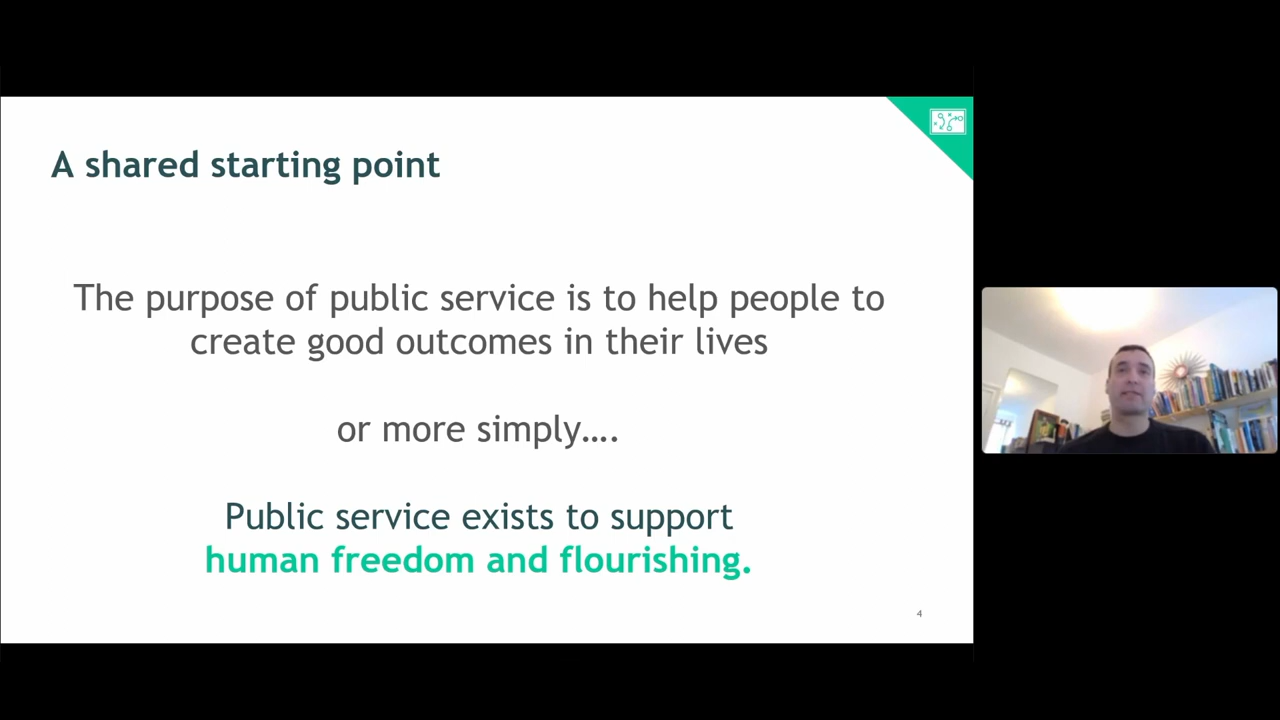 A shared starting point
The purpose of public service is to help people to
create good outcomes in their lives
or more simply….
Public service exists to support
human freedom and flourishing.
4